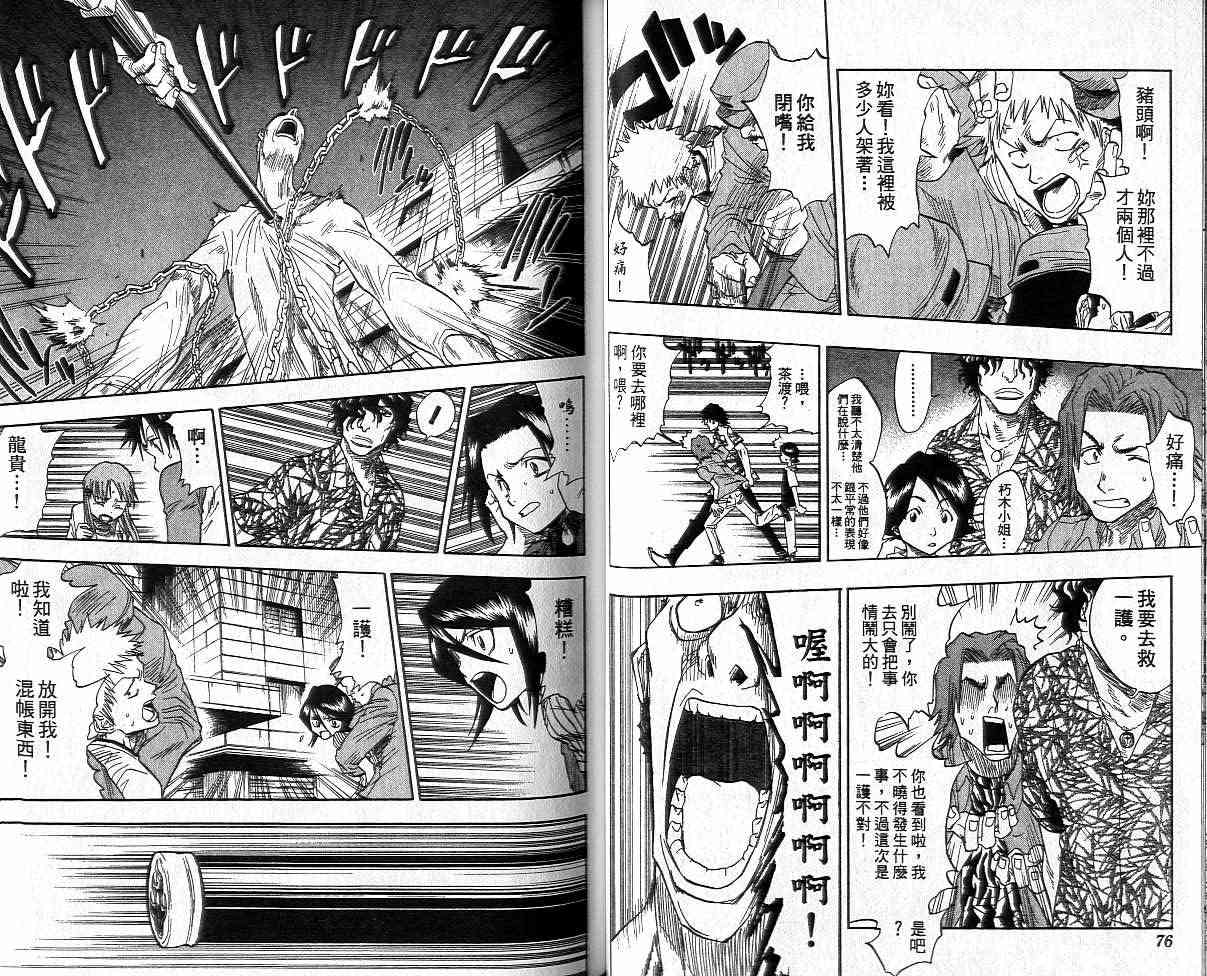 豬頭啊！
妳那裡不過
才兩個人！
妳看！我這裡被
多少人架著…
你給我
閉嘴！
ゴッ
好痛！
好痛…！
朽木小姐…
…………
我聽不太清楚他
們在說什麼…
不過他們好像
跟平常的表現
不太一樣…
…喂，
茶渡？
你要去哪裡
啊，喂？
我要去救
一護。
別鬧了，你
去只會把事
情鬧大的！
你也看到啦，我
不曉得發生什麼
事，不過這次是
一護不對！
是吧
？
喔啊啊啊啊啊啊！
76
ドドドドドドドドド
嗚……
啊…
龍貴…！
糟糕！
一護！
我知道
啦！
放開我！
混帳東西！